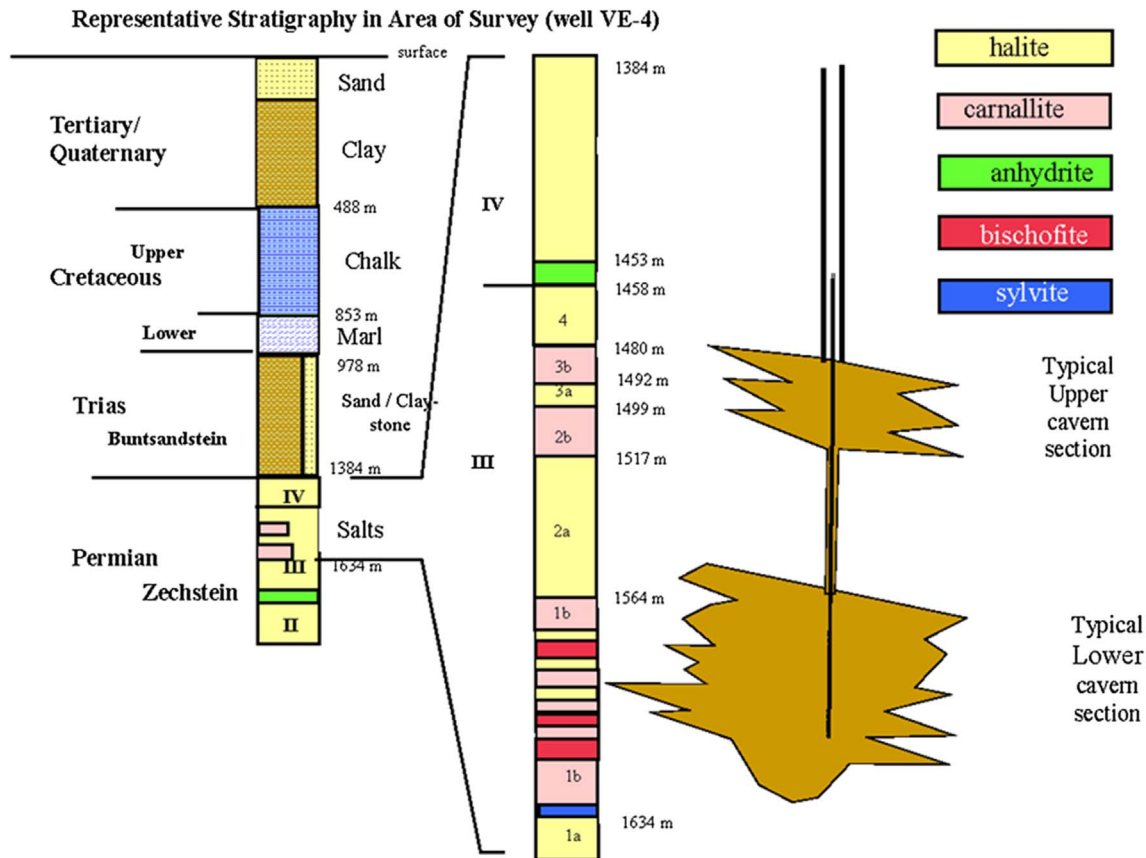 Representative Stratigraphy in Area of Survey (well VE-4)
surface
Sand
Tertiary/
Quaternary
Clay
488 m
Upper
Cretaceous
Chalk
853 m
Lower
Marl
978 m
Trias
Buntsandstein
Sand / Clay-
stone
1384 m
IV
Salts
Permian
III
1634 m
Zechstein
II
1384 m
IV
1453 m
1458 m
4
1480 m
3b
1492 m
3a
1499 m
2b
III
1517 m
2a
1564 m
1b
1b
1634 m
1a
halite
carnallite
anhydrite
bischofite
sylvite
Typical
Upper
cavern
section
Typical
Lower
cavern
section